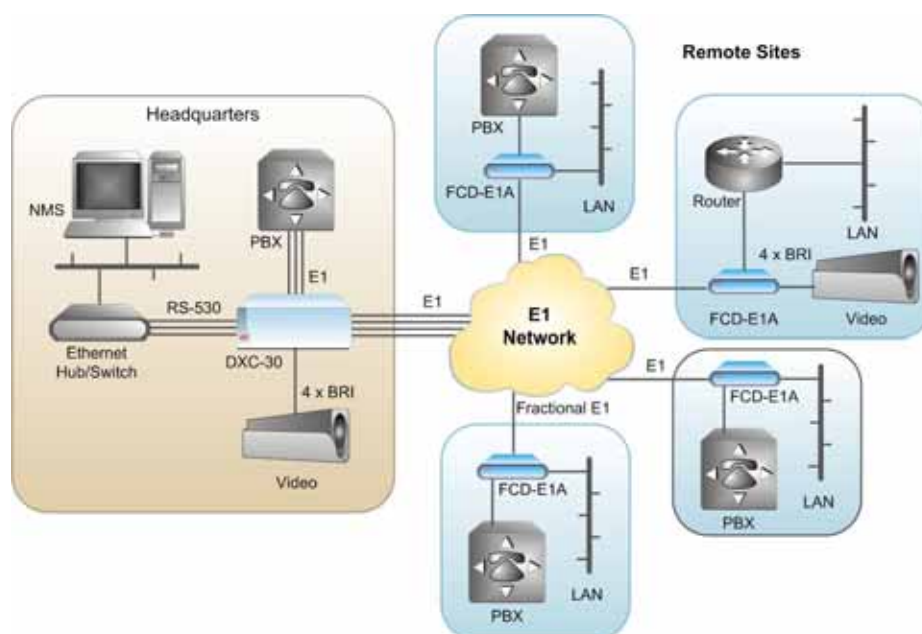 Remote Sites
Headquarters
NMS
PBX
E1
RS-530
Ethernet
Hub/Switch
DXC-30
4 x BRI
Video
E1
E1
Network
PBX
FCD-E1A
LAN
E1
Router
LAN
4 x BRI
E1
FCD-E1A
Video
E1
FCD-E1A
PBX
LAN
Fractional E1
FCD-E1A
PBX
LAN